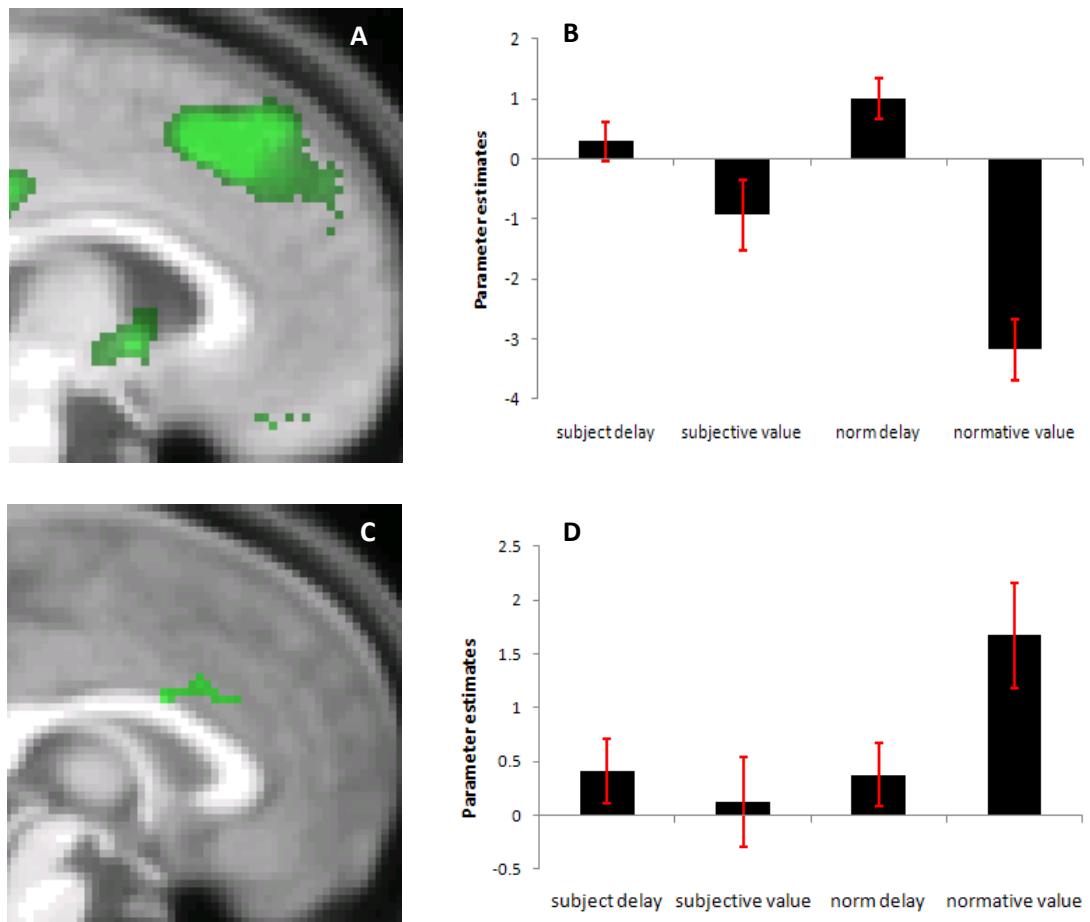 A
B
Parameter estimates
2
1
0
-1
-2
-3
-4
subject delay subjective value norm delay normative value
C
D
Parameter estimates
2.5
2
1.5
1
0.5
0
-0.5
subject delay subjective value norm delay normative value